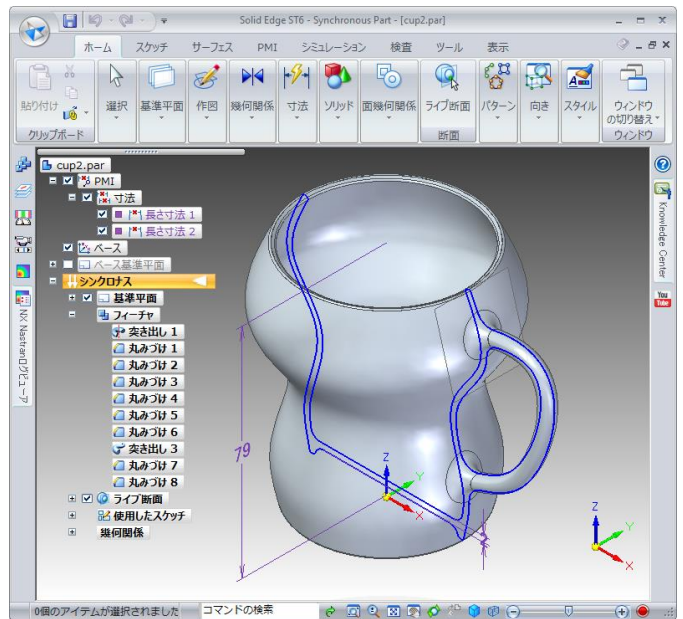 Solid Edge ST6 - Synchronous Part - [cup2.par]
ホーム スケッチ サーフェス PMI シミュレーション 検査 ツール 表示
貼り付け 選択 基準平面 作図 幾何関係 寸法 ソリッド 面幾何関係 ライブ断面 パターン 向き スタイル ウィンドウ
の切り替え
クリップボード 断面 ウィンドウ
cup2.par
PMI
寸法
長さ寸法 1
長さ寸法 2
ベース
ベース基準平面
シンクロナス
基準平面
フィーチャ
突き出し 1
丸みづけ 1
丸みづけ 2
丸みづけ 3
丸みづけ 4
丸みづけ 5
丸みづけ 6
突き出し 3
丸みづけ 7
丸みづけ 8
ライブ断面
使用したスケッチ
幾何関係
NX Nastranログビューア
79
Z
Y
X
Z
Y
X
Knowledge Center
You
Tube
0個のアイテムが選択されました
コマンドの検索